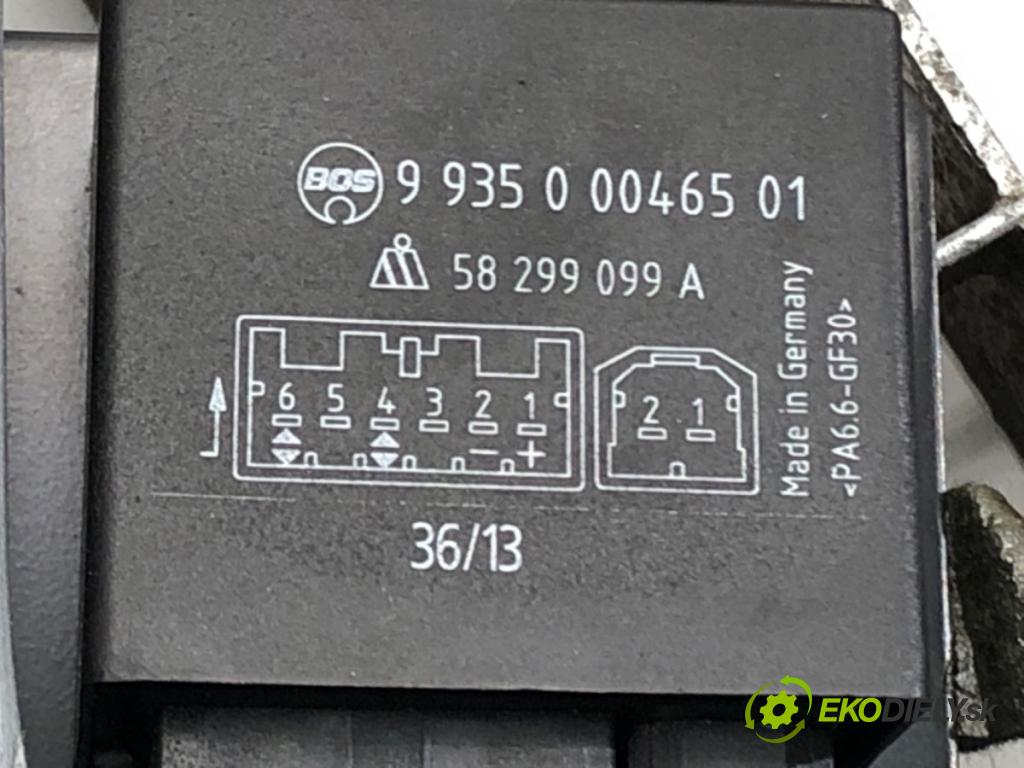 BOS 9 935 0 00465 01
58 299 099 A
6 5 4 3 2 1
− +
2 1
Made in Germany
<PA6.6-GF30>
36/13
EKODIELY.sk